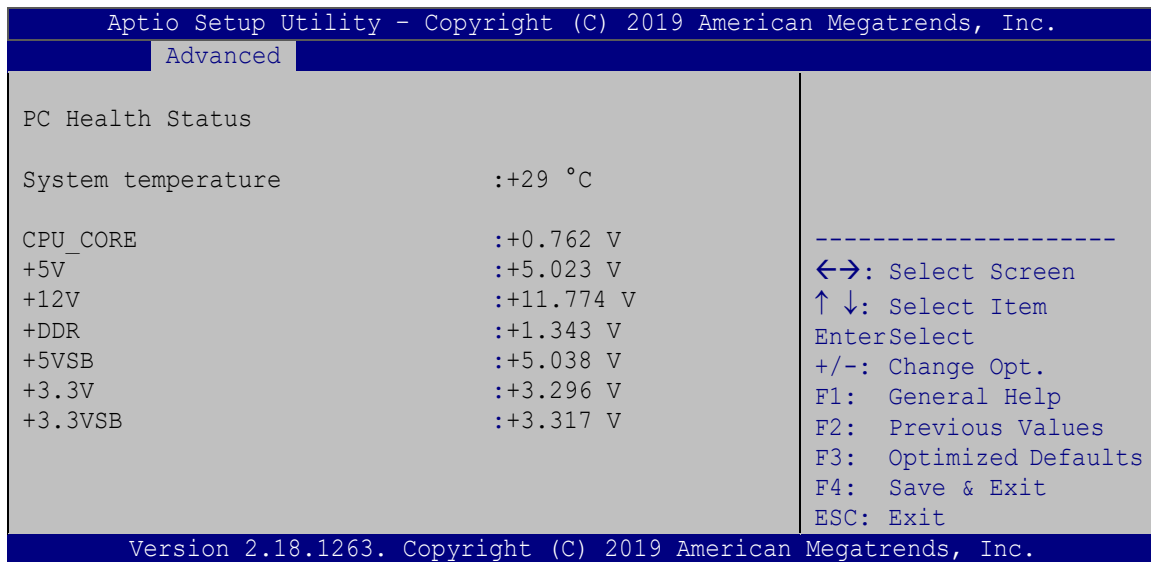 Aptio Setup Utility – Copyright (C) 2019 American Megatrends, Inc.
Advanced
PC Health Status
System temperature :+29 °C
CPU_CORE :+0.762 V
+5V :+5.023 V
+12V :+11.774 V
+DDR :+1.343 V
+5VSB :+5.038 V
+3.3V :+3.296 V
+3.3VSB :+3.317 V
---------------------
←→: Select Screen
↑ ↓: Select Item
EnterSelect
+/-: Change Opt.
F1: General Help
F2: Previous Values
F3: Optimized Defaults
F4: Save & Exit
ESC: Exit
Version 2.18.1263. Copyright (C) 2019 American Megatrends, Inc.